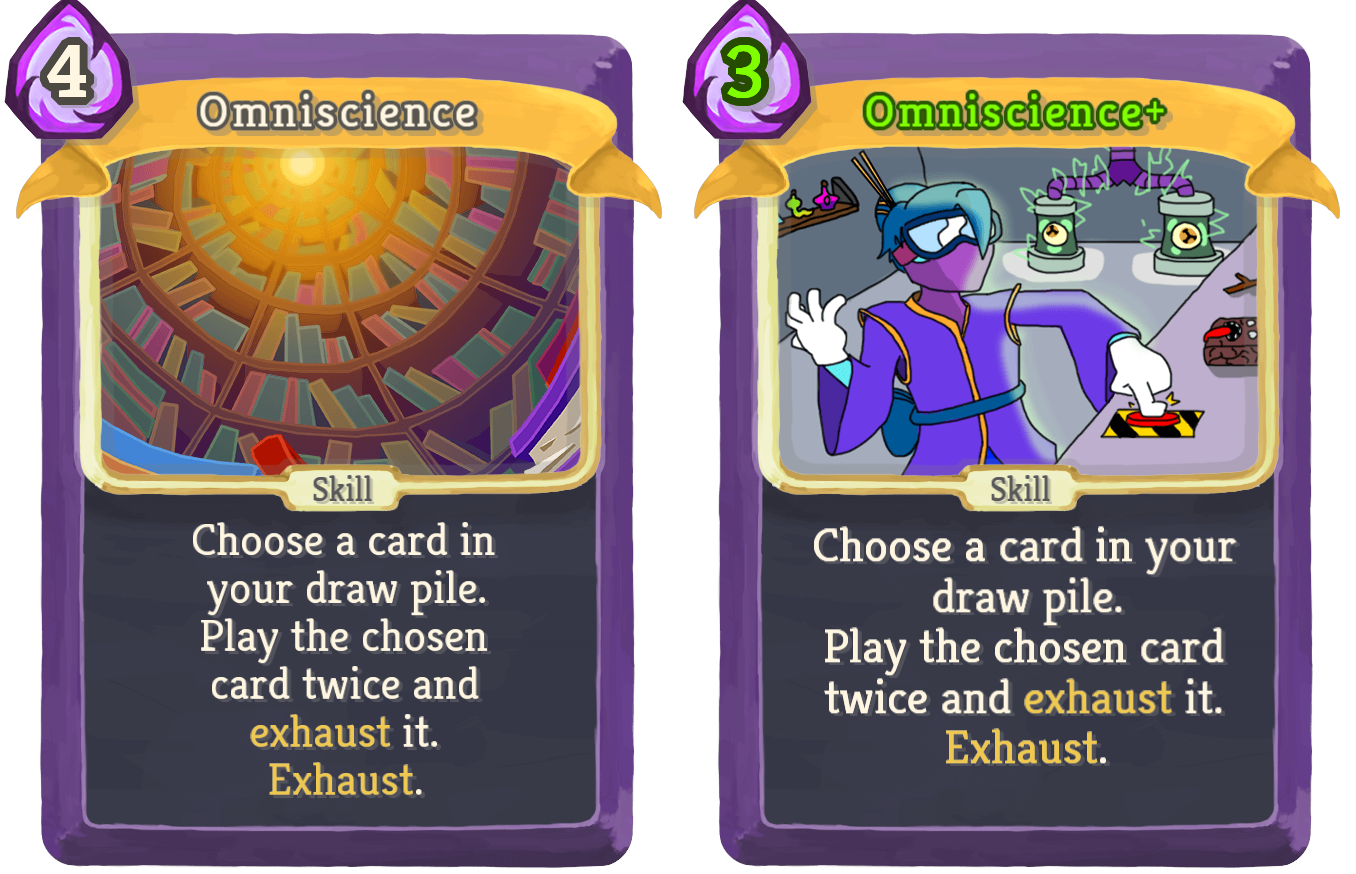 4
Omniscience
Skill
Choose a card in
your draw pile.
Play the chosen
card twice and
exhaust it.
Exhaust.
3
Omniscience+
Skill
Choose a card in your
draw pile.
Play the chosen card
twice and exhaust it.
Exhaust.